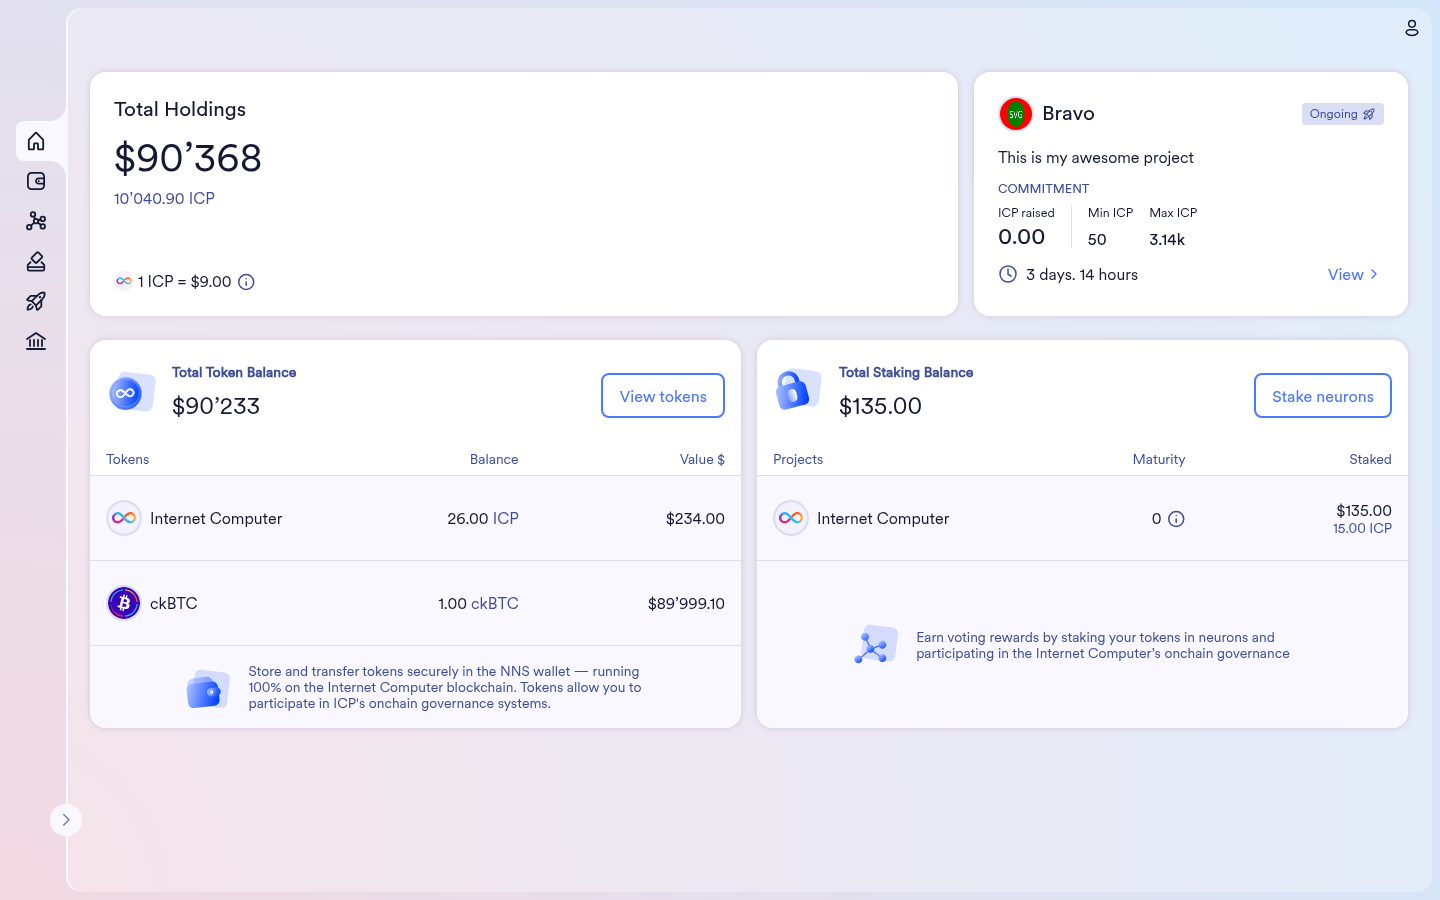 Total Holdings
$90’368
10’040.90 ICP
1 ICP = $9.00
SVG
Bravo
Ongoing
This is my awesome project
COMMITMENT
ICP raised
Min ICP
Max ICP
0.00
50
3.14k
3 days. 14 hours
View
Total Token Balance
$90’233
View tokens
Tokens
Balance
Value $
Internet Computer
26.00 ICP
$234.00
ckBTC
1.00 ckBTC
$89’999.10
Store and transfer tokens securely in the NNS wallet — running
100% on the Internet Computer blockchain. Tokens allow you to
participate in ICP's onchain governance systems.
Total Staking Balance
$135.00
Stake neurons
Projects
Maturity
Staked
Internet Computer
0
$135.00
15.00 ICP
Earn voting rewards by staking your tokens in neurons and
participating in the Internet Computer’s onchain governance